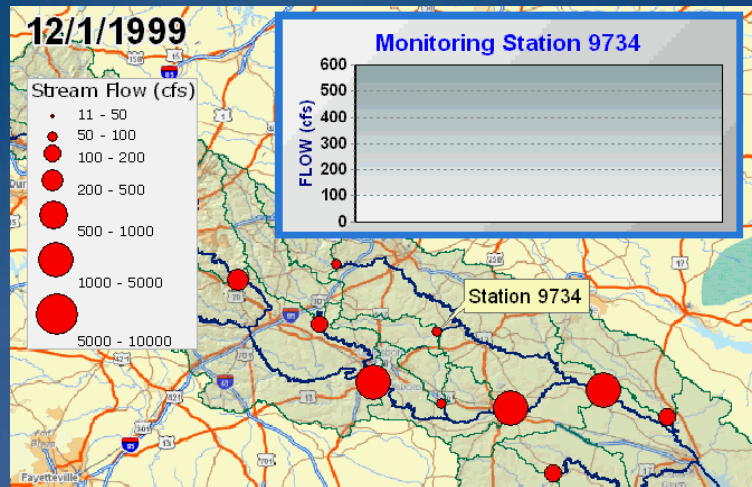 12/1/1999
Monitoring Station 9734
600
500
400
300
200
100
0
FLOW (cfs)
Stream Flow (cfs)
11 - 50
50 - 100
100 - 200
200 - 500
500 - 1000
1000 - 5000
5000 - 10000
Station 9734
Fayetteville